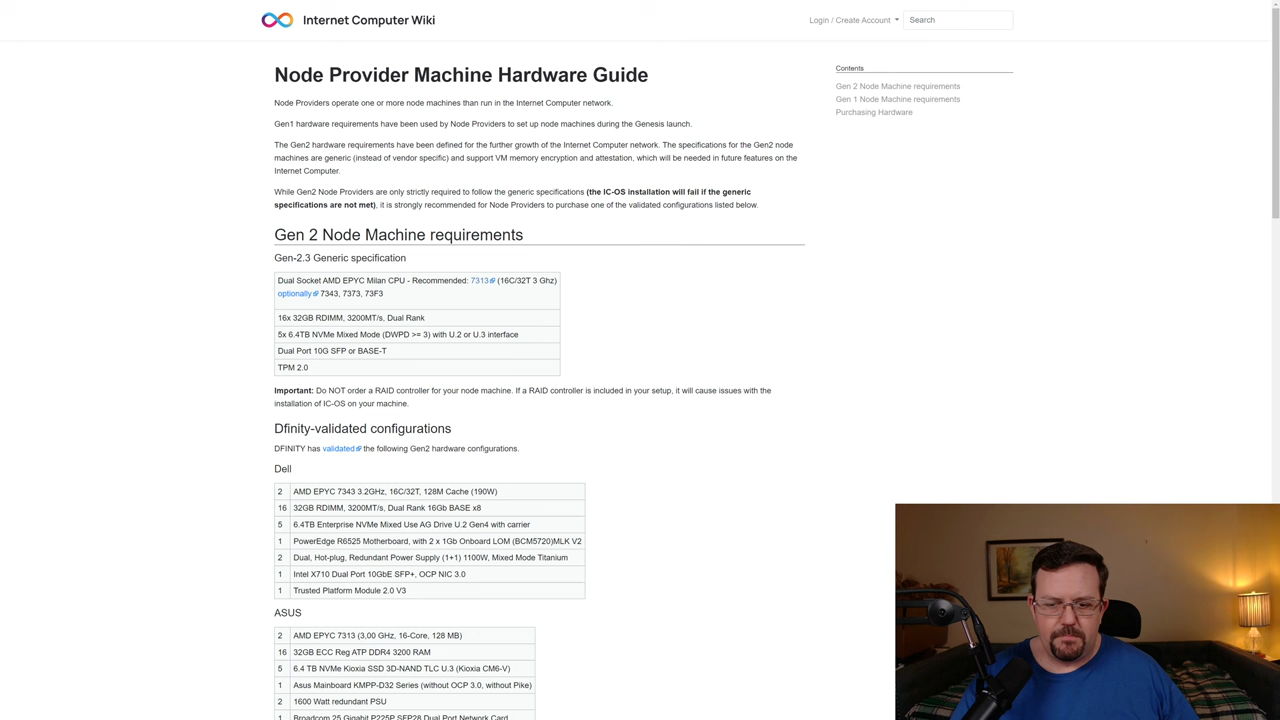 Internet Computer Wiki
Login / Create Account
Search
Node Provider Machine Hardware Guide
Node Providers operate one or more node machines than run in the Internet Computer network.
Gen1 hardware requirements have been used by Node Providers to set up node machines during the Genesis launch.
The Gen2 hardware requirements have been defined for the further growth of the Internet Computer network. The specifications for the Gen2 node
machines are generic (instead of vendor specific) and support VM memory encryption and attestation, which will be needed in future features on the
Internet Computer.
While Gen2 Node Providers are only strictly required to follow the generic specifications (the IC-OS installation will fail if the generic
specifications are not met), it is strongly recommended for Node Providers to purchase one of the validated configurations listed below.
Contents
Gen 2 Node Machine requirements
Gen 1 Node Machine requirements
Purchasing Hardware
Gen 2 Node Machine requirements
Gen-2.3 Generic specification
Dual Socket AMD EPYC Milan CPU - Recommended: 7313 (16C/32T 3 Ghz)
optionally 7343, 7373, 73F3
16x 32GB RDIMM, 3200MT/s, Dual Rank
5x 6.4TB NVMe Mixed Mode (DWPD >= 3) with U.2 or U.3 interface
Dual Port 10G SFP or BASE-T
TPM 2.0
Important: Do NOT order a RAID controller for your node machine. If a RAID controller is included in your setup, it will cause issues with the
installation of IC-OS on your machine.
Dfinity-validated configurations
DFINITY has validated the following Gen2 hardware configurations.
Dell
2 AMD EPYC 7343 3.2GHz, 16C/32T, 128M Cache (190W)
16 32GB RDIMM, 3200MT/s, Dual Rank 16Gb BASE x8
5 6.4TB Enterprise NVMe Mixed Use AG Drive U.2 Gen4 with carrier
1 PowerEdge R6525 Motherboard, with 2 x 1Gb Onboard LOM (BCM5720)MLK V2
2 Dual, Hot-plug, Redundant Power Supply (1+1) 1100W, Mixed Mode Titanium
1 Intel X710 Dual Port 10GbE SFP+, OCP NIC 3.0
1 Trusted Platform Module 2.0 V3
ASUS
2 AMD EPYC 7313 (3,00 GHz, 16-Core, 128 MB)
16 32GB ECC Reg ATP DDR4 3200 RAM
5 6.4 TB NVMe Kioxia SSD 3D-NAND TLC U.3 (Kioxia CM6-V)
1 Asus Mainboard KMPP-D32 Series (without OCP 3.0, without Pike)
2 1600 Watt redundant PSU
1 Broadcom 25 Gigabit P225P SFP28 Dual Port Network Card